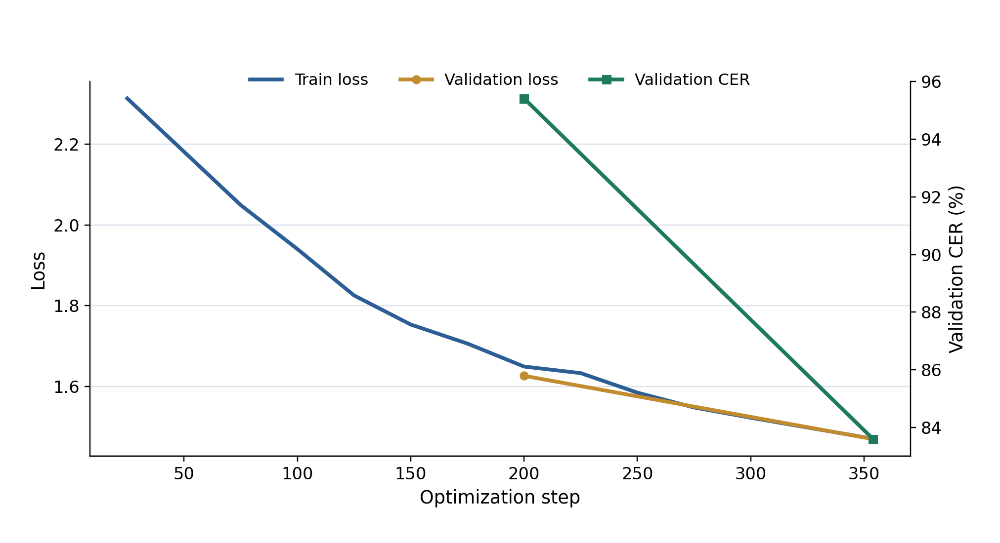 Train loss
Validation loss
Validation CER
2.2
2.0
1.8
1.6
Loss
96
94
92
90
88
86
84
Validation CER (%)
50 100 150 200 250 300 350
Optimization step